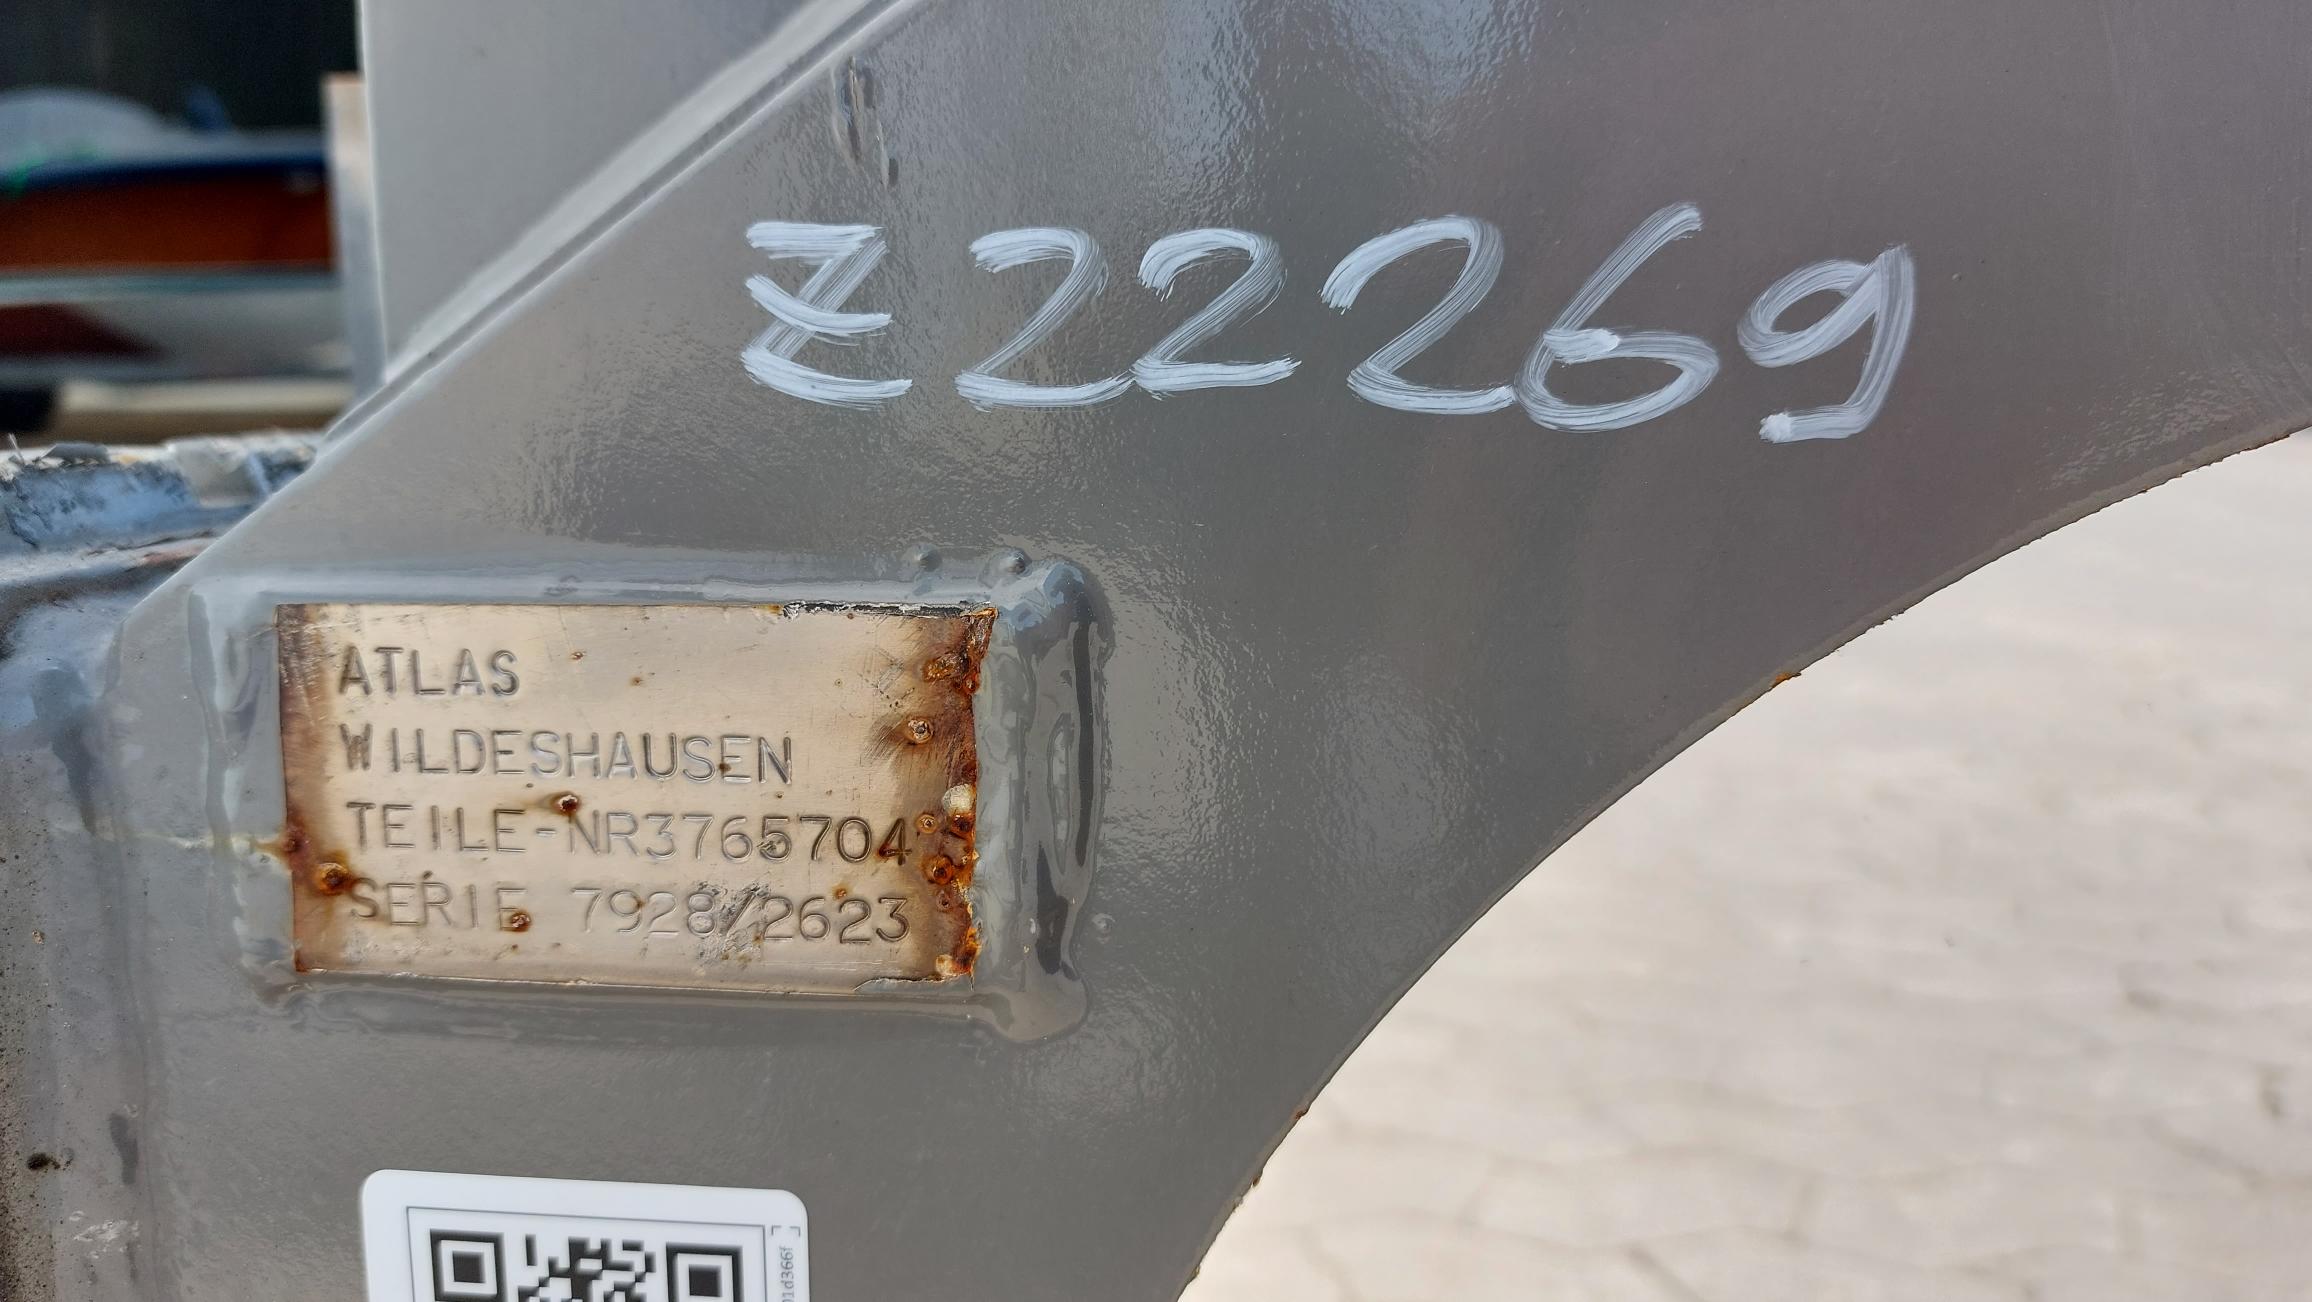 Z22269
ATLAS
WILDESHAUSEN
TEILE-NR3765704
SERIE 7928/2623